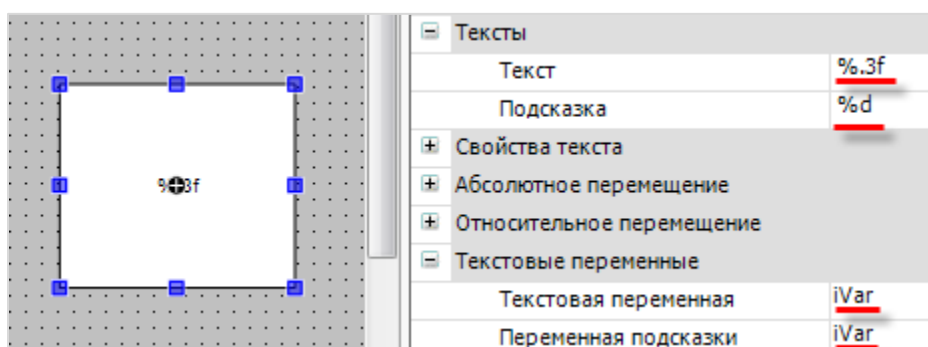 Тексты
Текст %.3f
Подсказка %d
Свойства текста
Абсолютное перемещение
%.3f
Относительное перемещение
Текстовые переменные
Текстовая переменная iVar
Переменная подсказки iVar